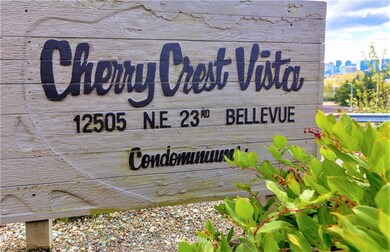 Cherry Crest Vista
12505 N.E. 23RD BELLEVUE
Condominiums